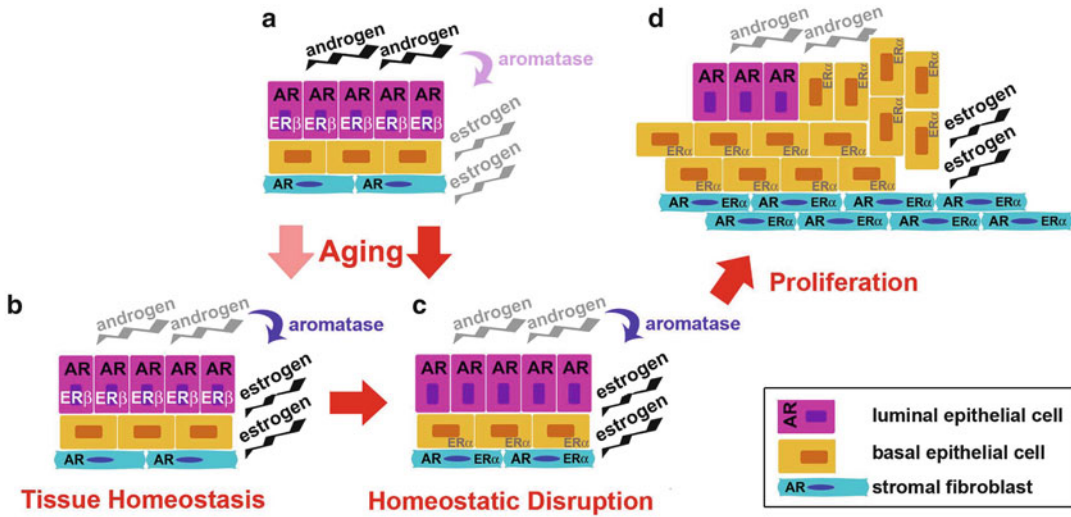 a
androgen androgen
aromatase
AR AR AR AR AR
ERβ ERβ ERβ ERβ ERβ
estrogen
estrogen
AR AR
Aging
b
androgen androgen
aromatase
AR AR AR AR AR
ERβ ERβ ERβ ERβ ERβ
estrogen
estrogen
AR AR
Tissue Homeostasis
c
androgen androgen
aromatase
AR AR AR AR AR
estrogen
estrogen
ERα ERα ERα
AR ERα AR ERα
Homeostatic Disruption
d
androgen androgen
AR AR AR ERα ERα ERα ERα
ERα ERα
estrogen
estrogen
ERα ERα ERα ERα
ERα ERα ERα ERα
AR ERα AR ERα AR ERα AR ERα
AR ERα AR ERα AR ERα AR ERα
Proliferation
AR luminal epithelial cell
basal epithelial cell
AR stromal fibroblast